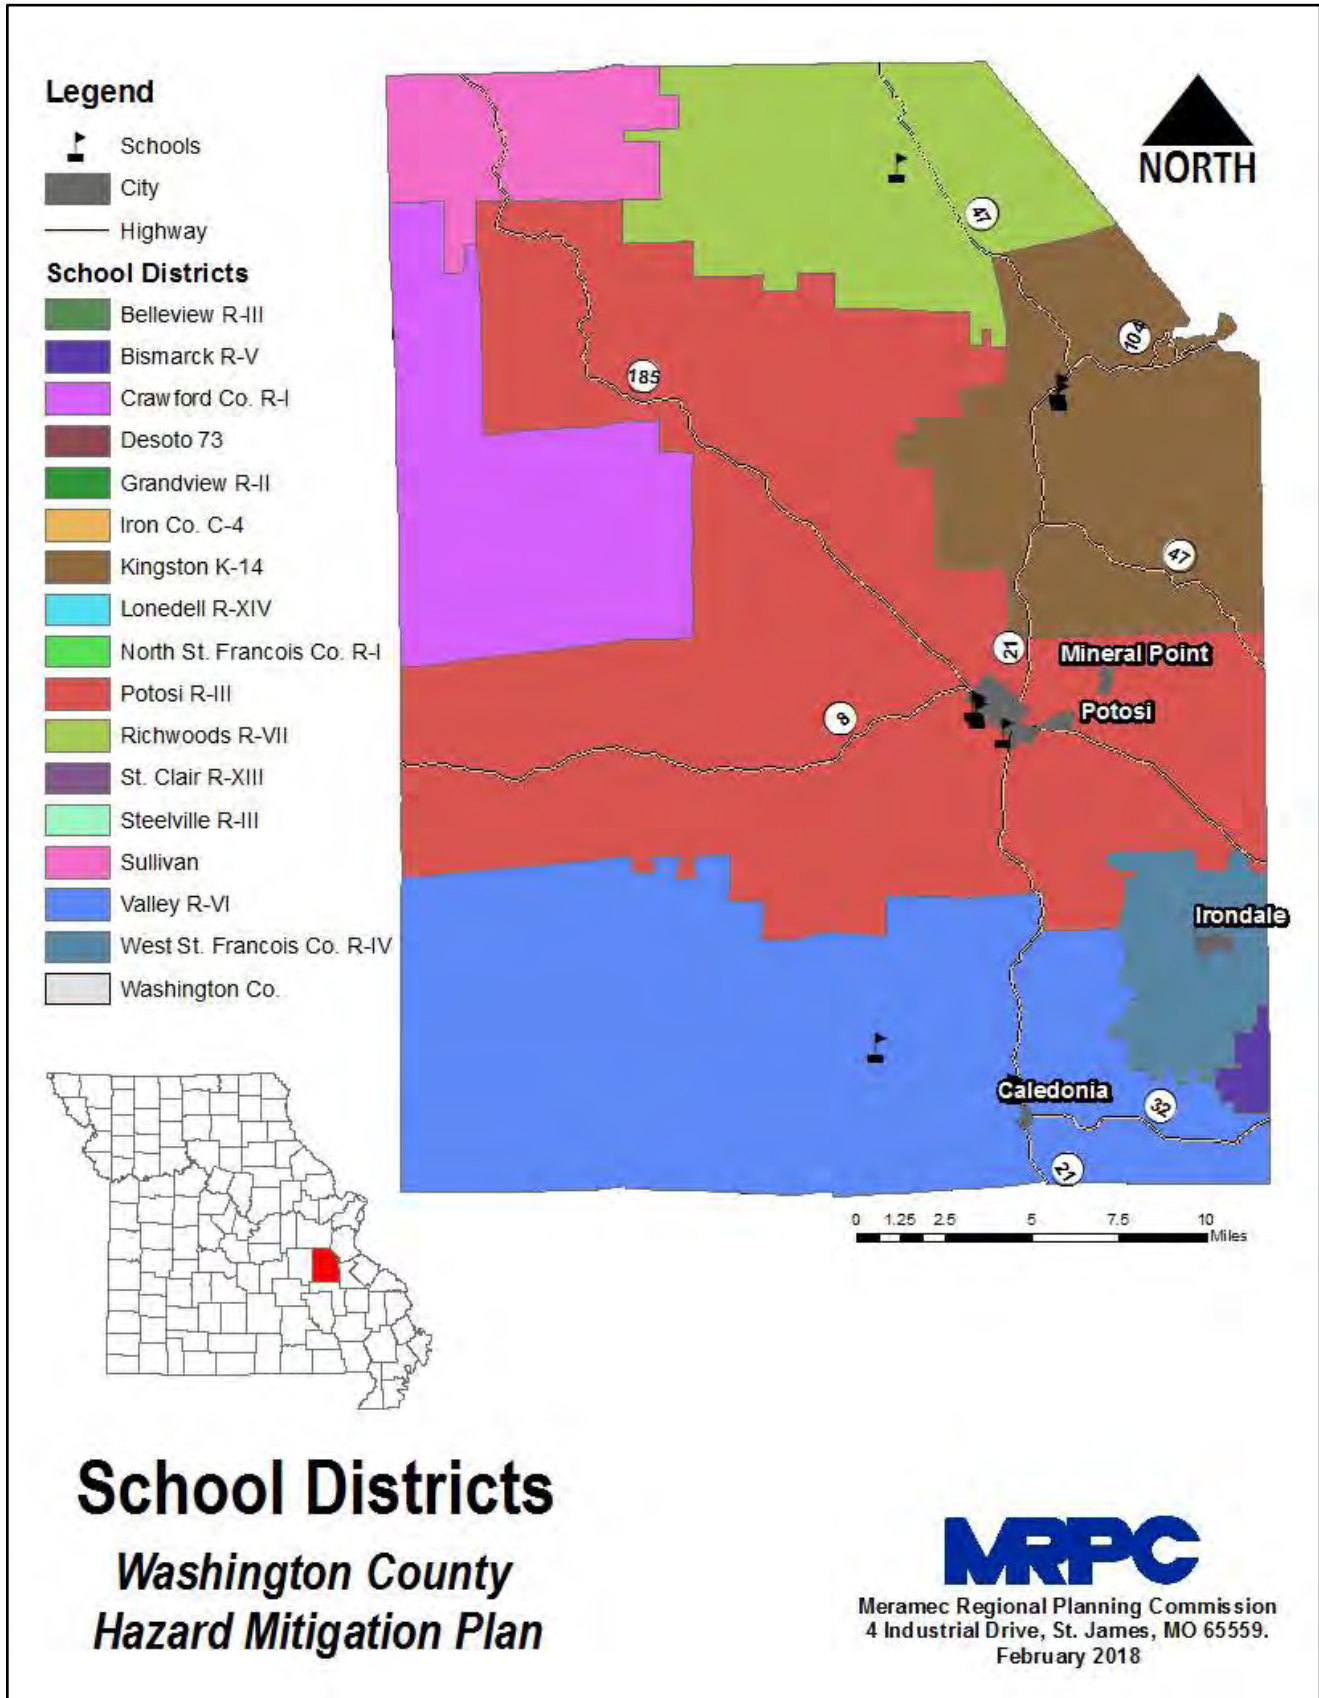 Legend
Schools
City
Highway
School Districts
Belleview R-III
Bismarck R-V
Crawford Co. R-I
Desoto 73
Grandview R-II
Iron Co. C-4
Kingston K-14
Lonedell R-XIV
North St. Francois Co. R-I
Potosi R-III
Richwoods R-VII
St. Clair R-XIII
Steelville R-III
Sullivan
Valley R-VI
West St. Francois Co. R-IV
Washington Co.
NORTH
47
104
185
47
21
Mineral Point
8
Potosi
Irondale
Caledonia
32
21
0 1.25 2.5 5 7.5 10
Miles
School Districts
Washington County
Hazard Mitigation Plan
MRPC
Meramec Regional Planning Commission
4 Industrial Drive, St. James, MO 65559.
February 2018